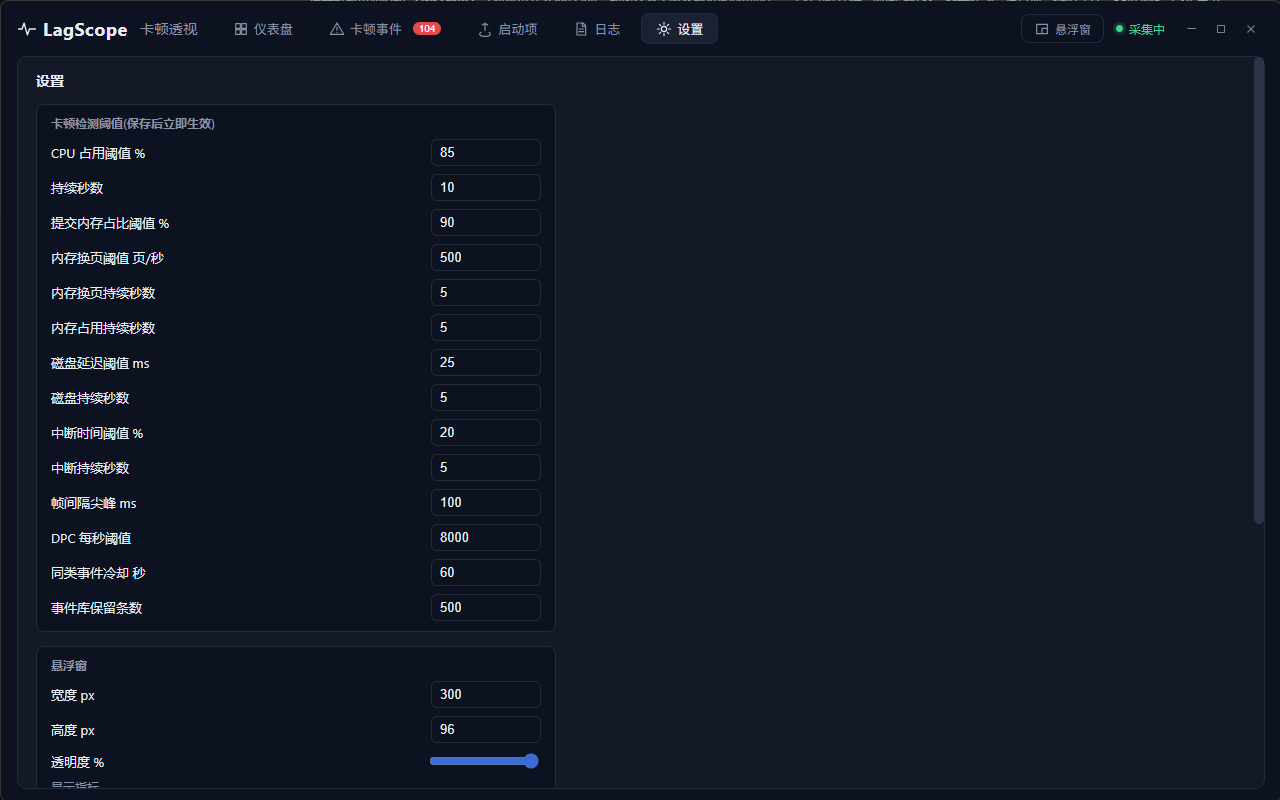 LagScope 卡顿透视 仪表盘 卡顿事件 104 启动项 日志 设置 悬浮窗 采集中
设置
卡顿检测阈值(保存后立即生效)
CPU 占用阈值 % 85
持续秒数 10
提交内存占比阈值 % 90
内存换页阈值 页/秒 500
内存换页持续秒数 5
内存占用持续秒数 5
磁盘延迟阈值 ms 25
磁盘持续秒数 5
中断时间阈值 % 20
中断持续秒数 5
帧间隔尖峰 ms 100
DPC 每秒阈值 8000
同类事件冷却 秒 60
事件库保留条数 500
悬浮窗
宽度 px 300
高度 px 96
透明度 %
显示指标